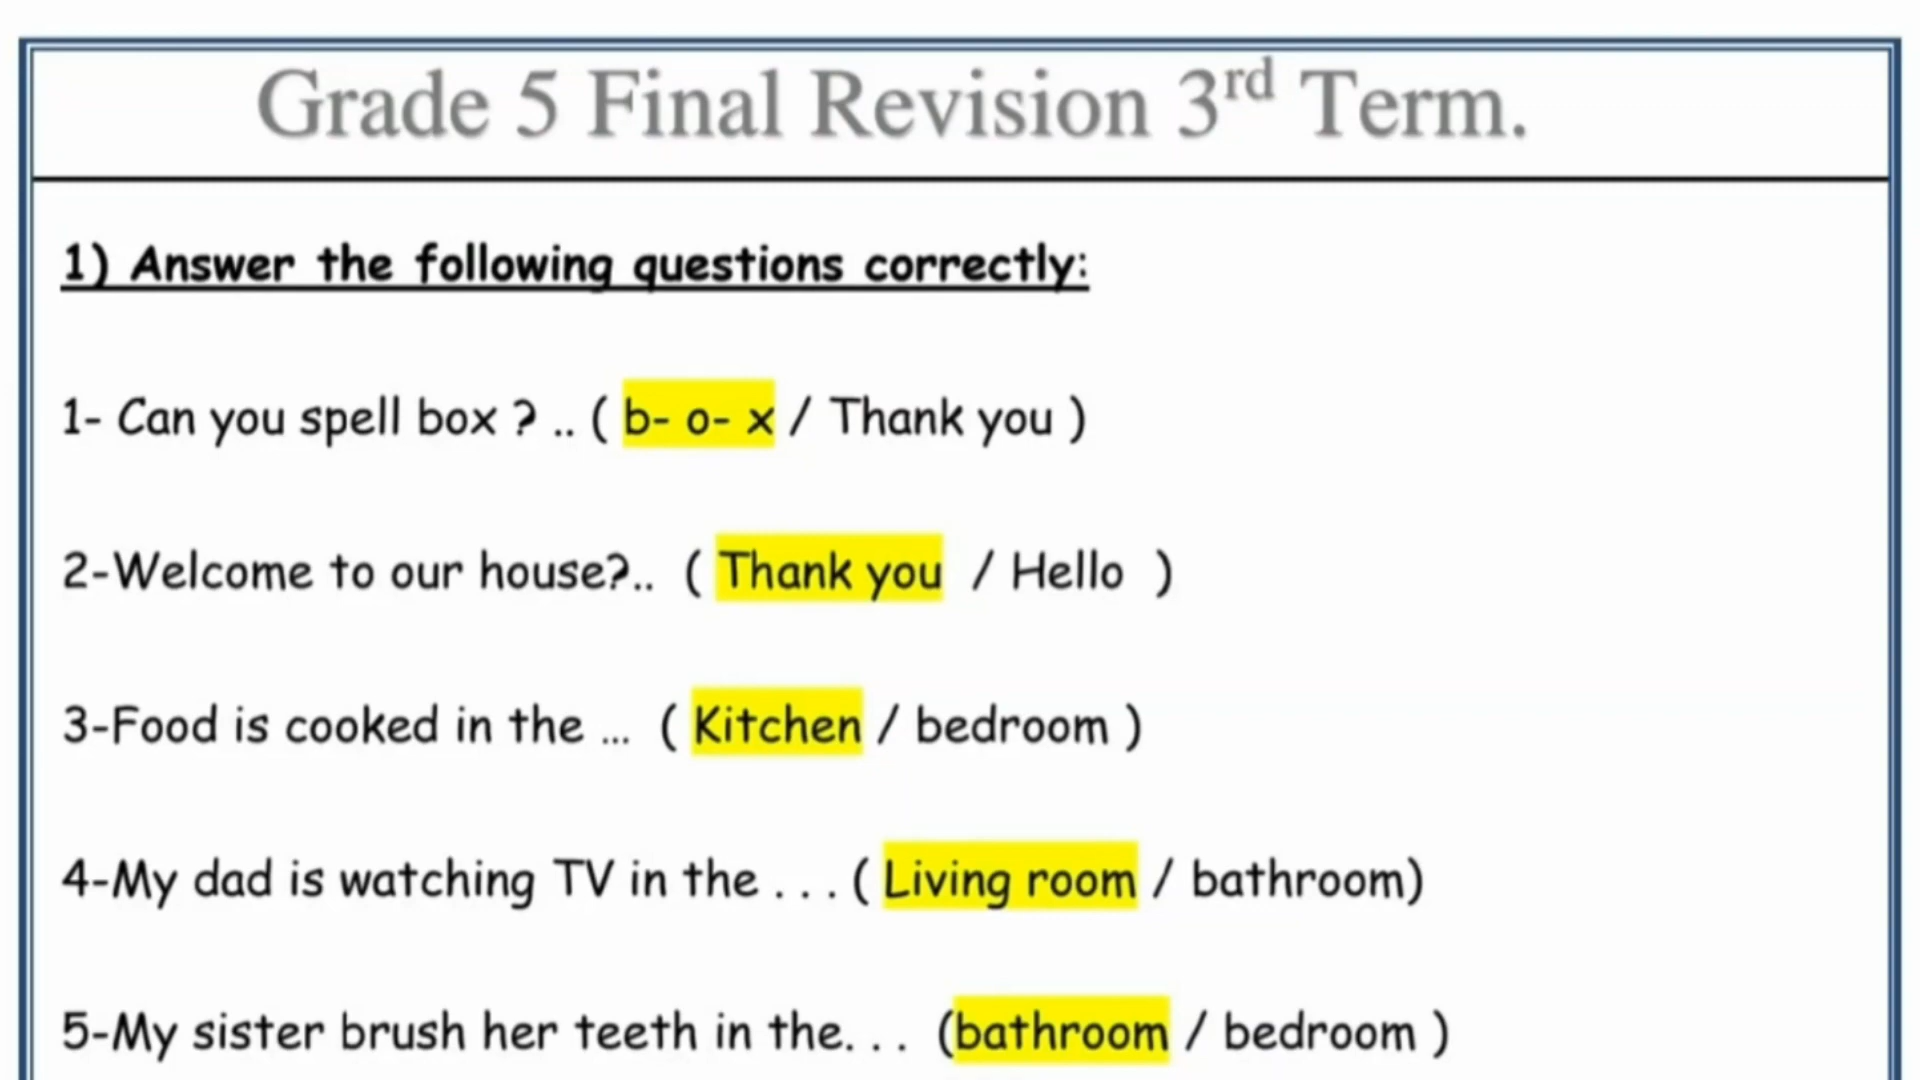 Grade 5 Final Revision 3rd Term.
1) Answer the following questions correctly:
1- Can you spell box ? .. ( b- o- x / Thank you )
2-Welcome to our house?.. ( Thank you / Hello )
3-Food is cooked in the ... ( Kitchen / bedroom )
4-My dad is watching TV in the . . . ( Living room / bathroom)
5-My sister brush her teeth in the. . . (bathroom / bedroom )